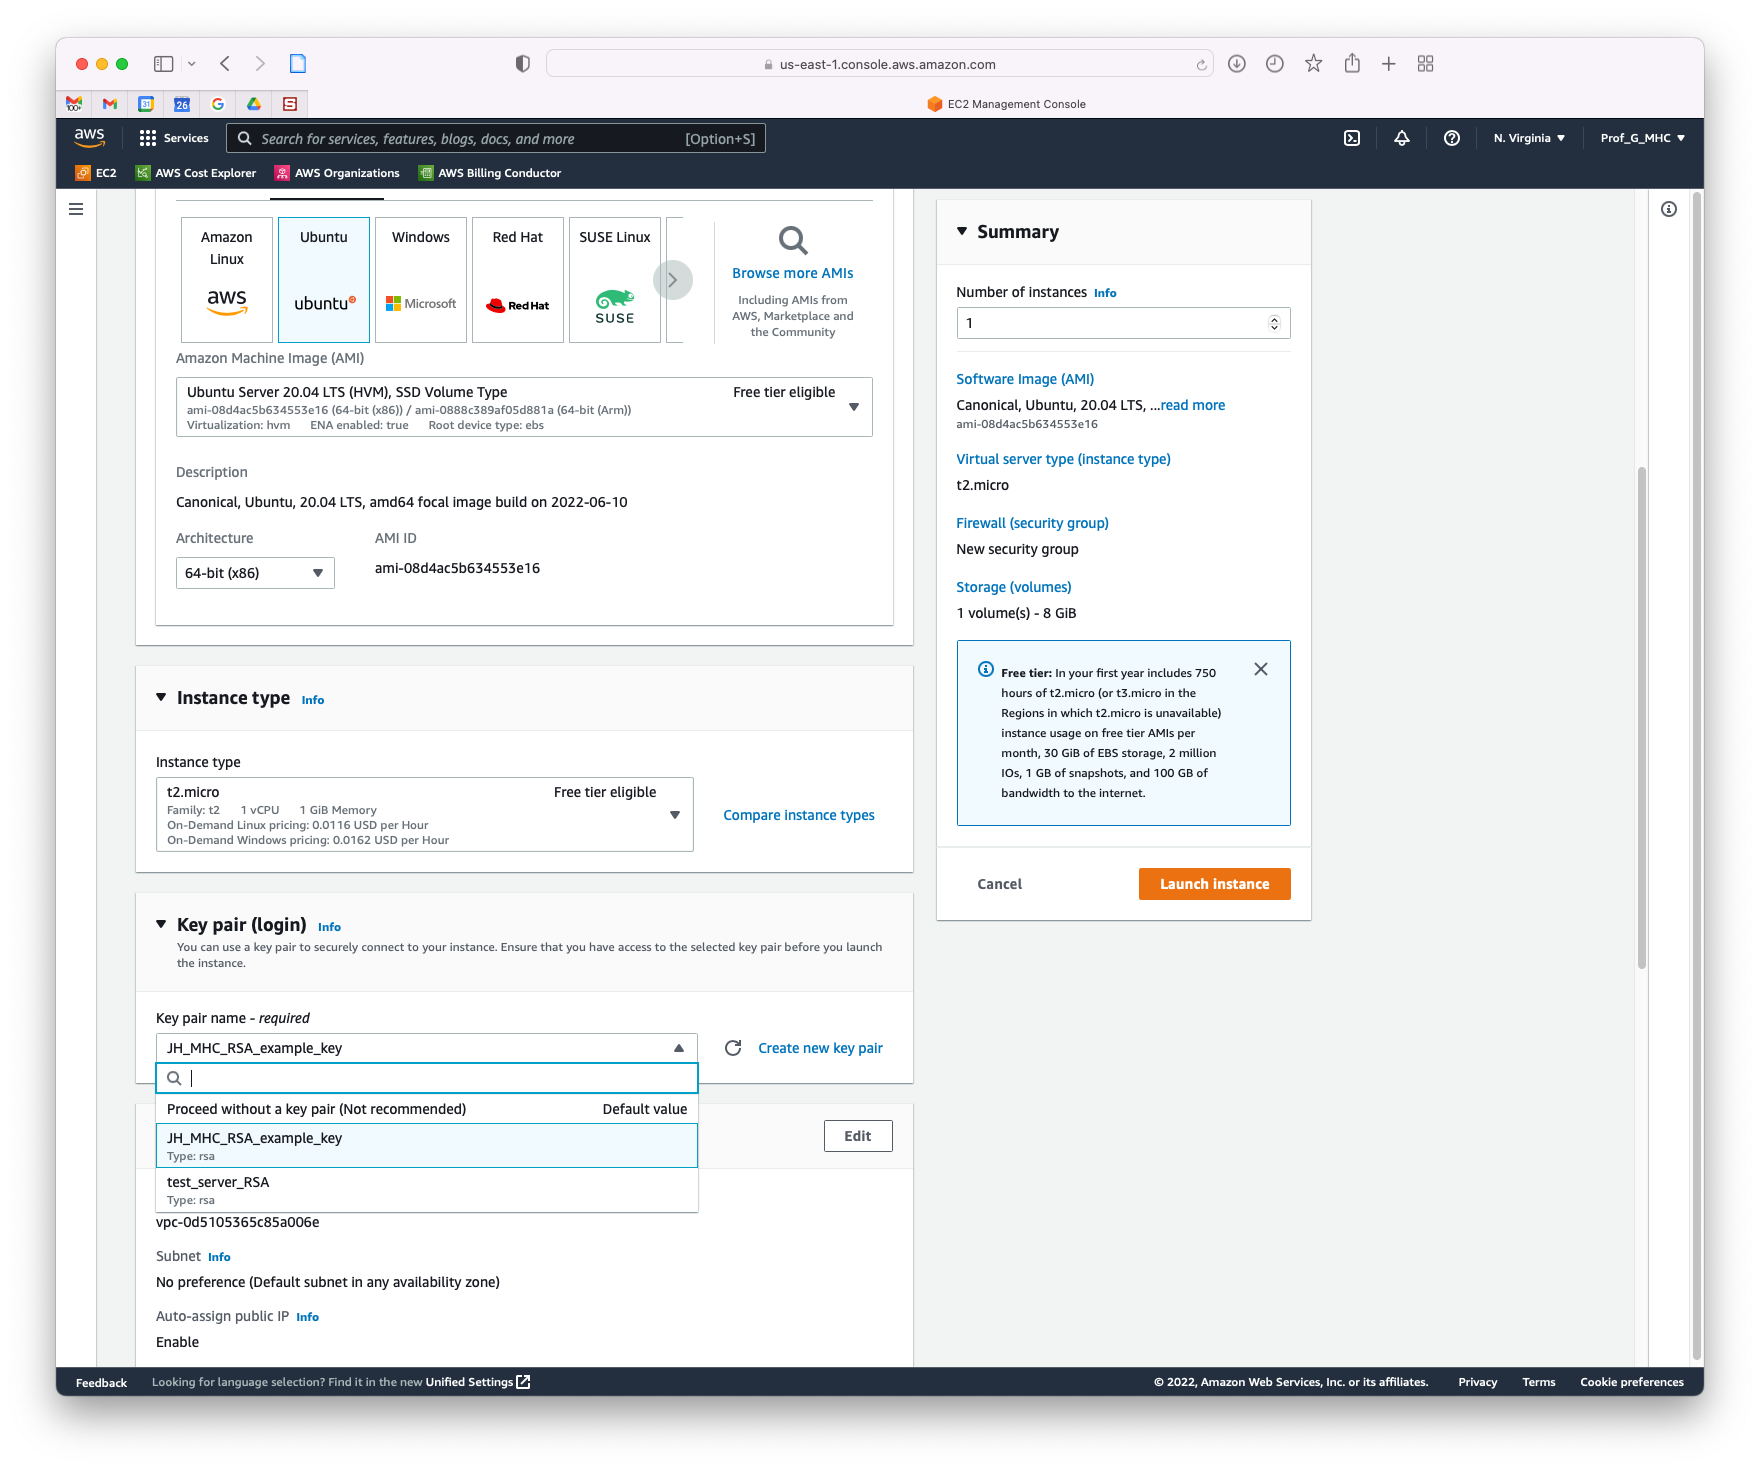 us-east-1.console.aws.amazon.com
100+
31
26
EC2 Management Console
aws
Services
Search for services, features, blogs, docs, and more
[Option+S]
N. Virginia
Prof_G_MHC
EC2
AWS Cost Explorer
AWS Organizations
AWS Billing Conductor
Amazon
Linux
aws
Ubuntu
ubuntu
Windows
Microsoft
Red Hat
Red Hat
SUSE Linux
SUSE
Browse more AMIs
Including AMIs from
AWS, Marketplace and
the Community
Amazon Machine Image (AMI)
Ubuntu Server 20.04 LTS (HVM), SSD Volume Type
Free tier eligible
ami-08d4ac5b634553e16 (64-bit (x86)) / ami-0888c389af05d881a (64-bit (Arm))
Virtualization: hvm ENA enabled: true Root device type: ebs
Description
Canonical, Ubuntu, 20.04 LTS, amd64 focal image build on 2022-06-10
Architecture
AMI ID
64-bit (x86)
ami-08d4ac5b634553e16
Instance type Info
Instance type
t2.micro
Free tier eligible
Family: t2 1 vCPU 1 GiB Memory
On-Demand Linux pricing: 0.0116 USD per Hour
On-Demand Windows pricing: 0.0162 USD per Hour
Compare instance types
Key pair (login) Info
You can use a key pair to securely connect to your instance. Ensure that you have access to the selected key pair before you launch
the instance.
Key pair name - required
JH_MHC_RSA_example_key
Create new key pair
Proceed without a key pair (Not recommended)
Default value
JH_MHC_RSA_example_key
Type: rsa
test_server_RSA
Type: rsa
Edit
vpc-0d5105365c85a006e
Subnet Info
No preference (Default subnet in any availability zone)
Auto-assign public IP Info
Enable
Summary
Number of instances Info
1
Software Image (AMI)
Canonical, Ubuntu, 20.04 LTS, ...read more
ami-08d4ac5b634553e16
Virtual server type (instance type)
t2.micro
Firewall (security group)
New security group
Storage (volumes)
1 volume(s) - 8 GiB
Free tier: In your first year includes 750
hours of t2.micro (or t3.micro in the
Regions in which t2.micro is unavailable)
instance usage on free tier AMIs per
month, 30 GiB of EBS storage, 2 million
IOs, 1 GB of snapshots, and 100 GB of
bandwidth to the internet.
Cancel
Launch instance
Feedback
Looking for language selection? Find it in the new Unified Settings
© 2022, Amazon Web Services, Inc. or its affiliates.
Privacy
Terms
Cookie preferences